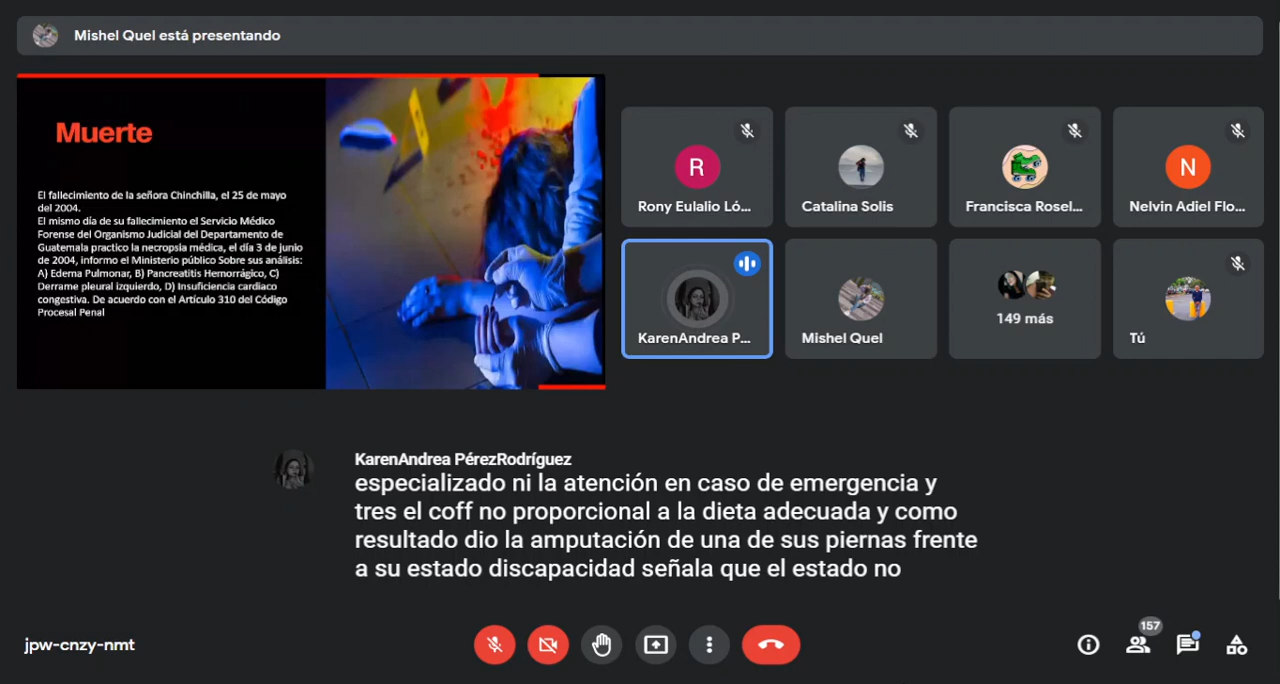 Mishel Quel está presentando
Muerte
El fallecimiento de la señora Chinchilla, el 25 de mayo
del 2004.
El mismo día de su fallecimiento el Servicio Médico
Forense del Organismo Judicial del Departamento de
Guatemala practico la necropsia médica, el día 3 de junio
de 2004, informo el Ministerio público Sobre sus análisis:
A) Edema Pulmonar, B) Pancreatitis Hemorrágico, C)
Derrame pleural izquierdo, D) Insuficiencia cardiaco
congestiva. De acuerdo con el Artículo 310 del Código
Procesal Penal
R
Rony Eulalio Ló...
Catalina Solis
Francisca Rosel...
N
Nelvin Adiel Flo...
KarenAndrea P...
Mishel Quel
149 más
Tú
KarenAndrea PérezRodríguez
especializado ni la atención en caso de emergencia y
tres el coff no proporcional a la dieta adecuada y como
resultado dio la amputación de una de sus piernas frente
a su estado discapacidad señala que el estado no
jpw-cnzy-nmt
157